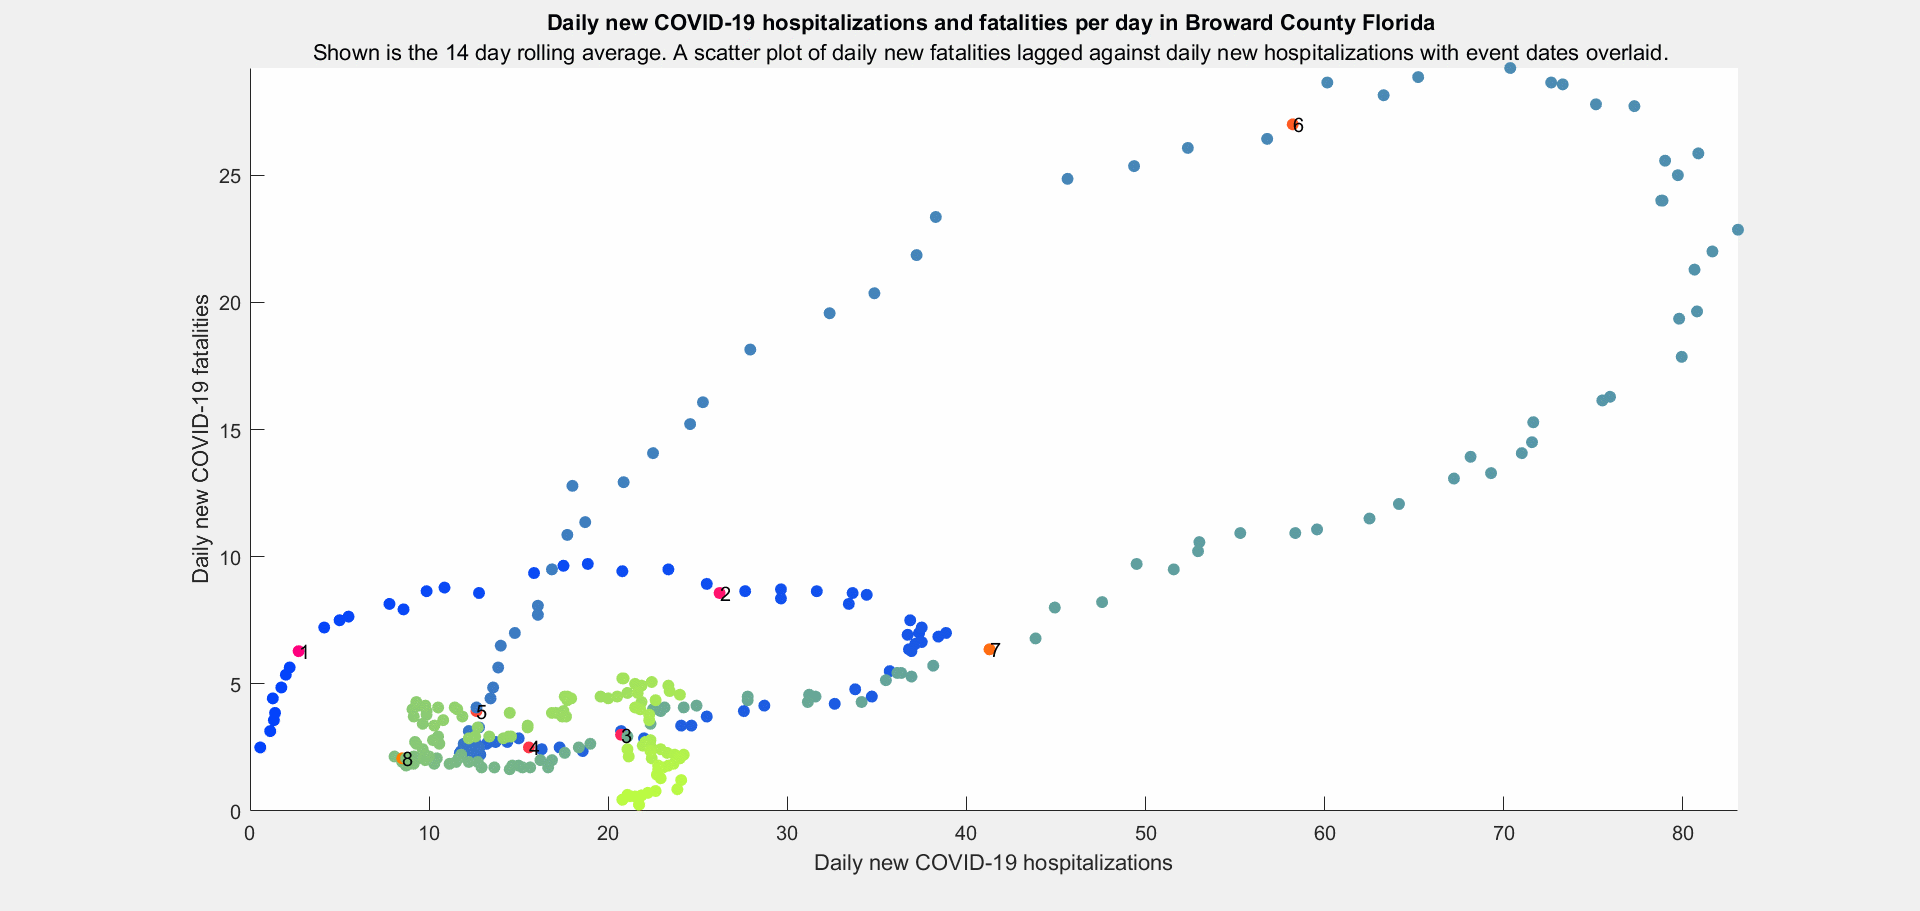 Daily new COVID-19 hospitalizations and fatalities per day in Broward County Florida
Shown is the 14 day rolling average. A scatter plot of daily new fatalities lagged against daily new hospitalizations with event dates overlaid.
6
25
20
15
10
2
1
7
5
5
3
4
8
0
0 10 20 30 40 50 60 70 80
Daily new COVID-19 hospitalizations
Daily new COVID-19 fatalities